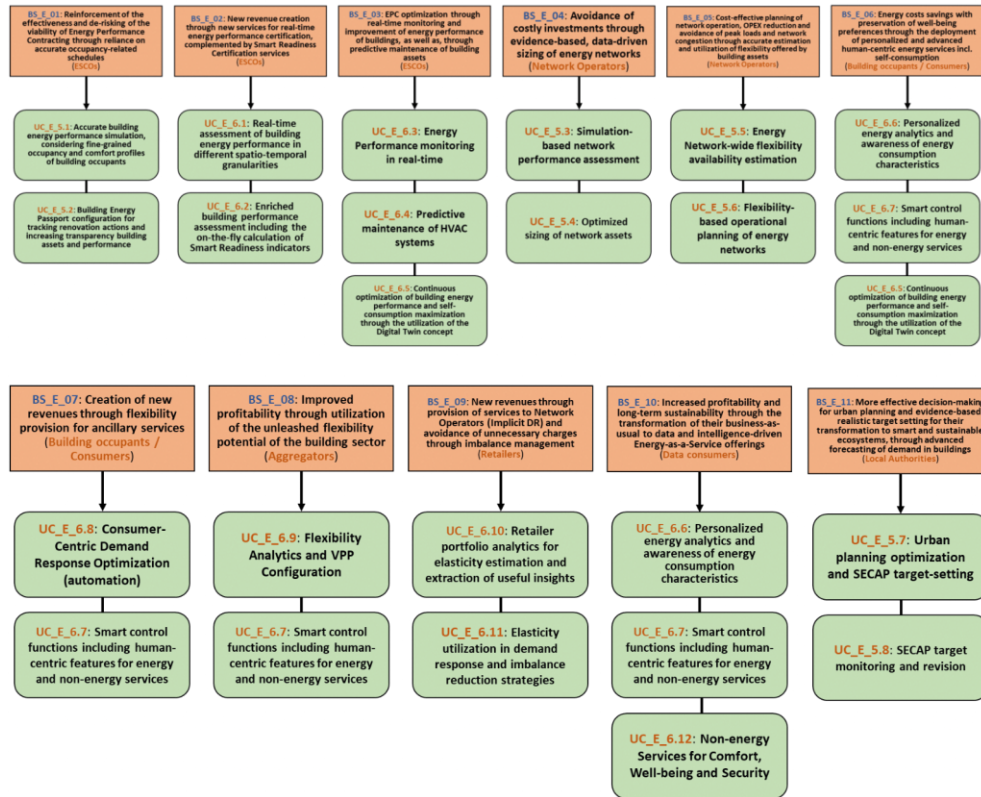 BS_E_01: Reinforcement of
the effectiveness and de-risking of the
viability of Energy Performance
Contracting through reliance on
accurate occupancy-related
schedules
(ESCOs)
UC_E_5.1: Accurate building
energy performance simulation,
considering fine-grained
occupancy and comfort profiles
of building occupants
UC_E_5.2: Building Energy
Passport configuration for
tracking renovation actions and
increasing transparency building
assets and performance
BS_E_02: New revenue creation
through new services for real-time
energy performance certification,
complemented by Smart Readiness
Certification services
(ESCOs)
UC_E_6.1: Real-time
assessment of building
energy performance in
different spatio-temporal
granularities
UC_E_6.2: Enriched
building performance
assessment including the
on-the-fly calculation of
Smart Readiness indicators
BS_E_03: EPC optimization through
real-time monitoring and
improvement of energy performance
of buildings, as well as, through
predictive maintenance of building
assets
(ESCOs)
UC_E_6.3: Energy
Performance monitoring
in real-time
UC_E_6.4: Predictive
maintenance of HVAC
systems
UC_E_6.5: Continuous
optimization of building energy
performance and self-
consumption maximization
through the utilization of the
Digital Twin concept
BS_E_04: Avoidance of
costly investments through
evidence-based, data-driven
sizing of energy networks
(Network Operators)
UC_E_5.3: Simulation-
based network
performance assessment
UC_E_5.4: Optimized
sizing of network assets
BS_E_05: Cost-effective planning of
network operation, OPEX reduction and
avoidance of peak loads and network
congestion through accurate estimation
and utilization of flexibility offered by
building assets
(Network Operators)
UC_E_5.5: Energy
Network-wide flexibility
availability estimation
UC_E_5.6: Flexibility-
based operational
planning of energy
networks
BS_E_06: Energy costs savings with
preservation of well-being
preferences through the deployment
of personalized and advanced
human-centric energy services incl.
self-consumption
(Building occupants / Consumers)
UC_E_6.6:
Personalized
energy analytics and
awareness of energy
consumption
characteristics
UC_E_6.7: Smart control
functions including human-
centric features for energy
and non-energy services
UC_E_6.5: Continuous
optimization of building energy
performance and self-
consumption maximization
through the utilization of the
Digital Twin concept
BS_E_07: Creation of new
revenues through flexibility
provision for ancillary services
(Building occupants /
Consumers)
UC_E_6.8: Consumer-
Centric Demand
Response Optimization
(automation)
UC_E_6.7: Smart control
functions including human-
centric features for energy
and non-energy services
BS_E_08: Improved
profitability through utilization
of the unleashed flexibility
potential of the building sector
(Aggregators)
UC_E_6.9: Flexibility
Analytics and VPP
Configuration
UC_E_6.7: Smart control
functions including human-
centric features for energy
and non-energy services
BS_E_09: New revenues through
provision of services to Network
Operators (Implicit DR) and
avoidance of unnecessary charges
through imbalance management
(Retailers)
UC_E_6.10: Retailer
portfolio analytics for
elasticity estimation and
extraction of useful insights
UC_E_6.11: Elasticity
utilization in demand
response and imbalance
reduction strategies
BS_E_10: Increased profitability
and long-term sustainability through the
transformation of their business-as-
usual to data and intelligence-driven
Energy-as-a-Service offerings
(Data consumers)
UC_E_6.6:
Personalized
energy analytics and
awareness of energy
consumption
characteristics
UC_E_6.7: Smart control
functions including human-
centric features for energy
and non-energy services
UC_E_6.12: Non-energy
Services for Comfort,
Well-being and Security
BS_E_11: More effective decision-making
for urban planning and evidence-based/
realistic target setting for their
transformation to smart and sustainable
ecosystems, through advanced
forecasting of demand in buildings
(Local Authorities)
UC_E_5.7: Urban
planning optimization
and SECAP target-setting
UC_E_5.8: SECAP target
monitoring and revision